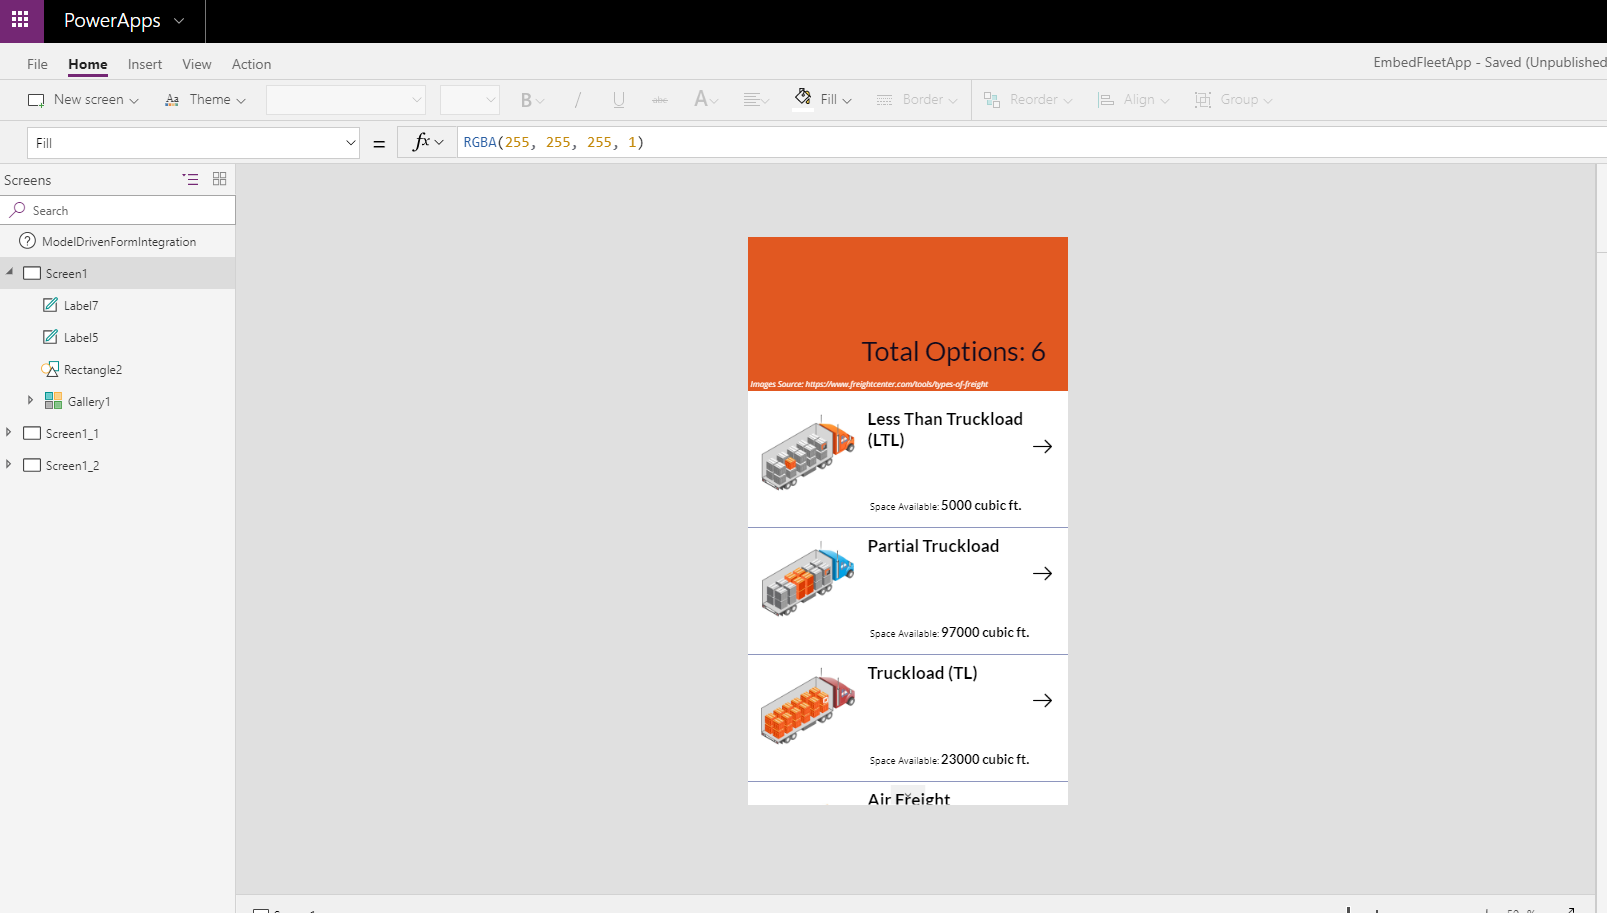 PowerApps
File Home Insert View Action
EmbedFleetApp - Saved (Unpublished
New screen Theme B / U abc A Fill Border Reorder Align Group
Fill = fx RGBA(255, 255, 255, 1)
Screens
Search
ModelDrivenFormIntegration
Screen1
Label7
Label5
Rectangle2
Gallery1
Screen1_1
Screen1_2
Total Options: 6
Images Source: https://www.freightcenter.com/tools/types-of-freight
Less Than Truckload
(LTL)
Space Available: 5000 cubic ft.
Partial Truckload
Space Available: 97000 cubic ft.
Truckload (TL)
Space Available: 23000 cubic ft.
Air Freight